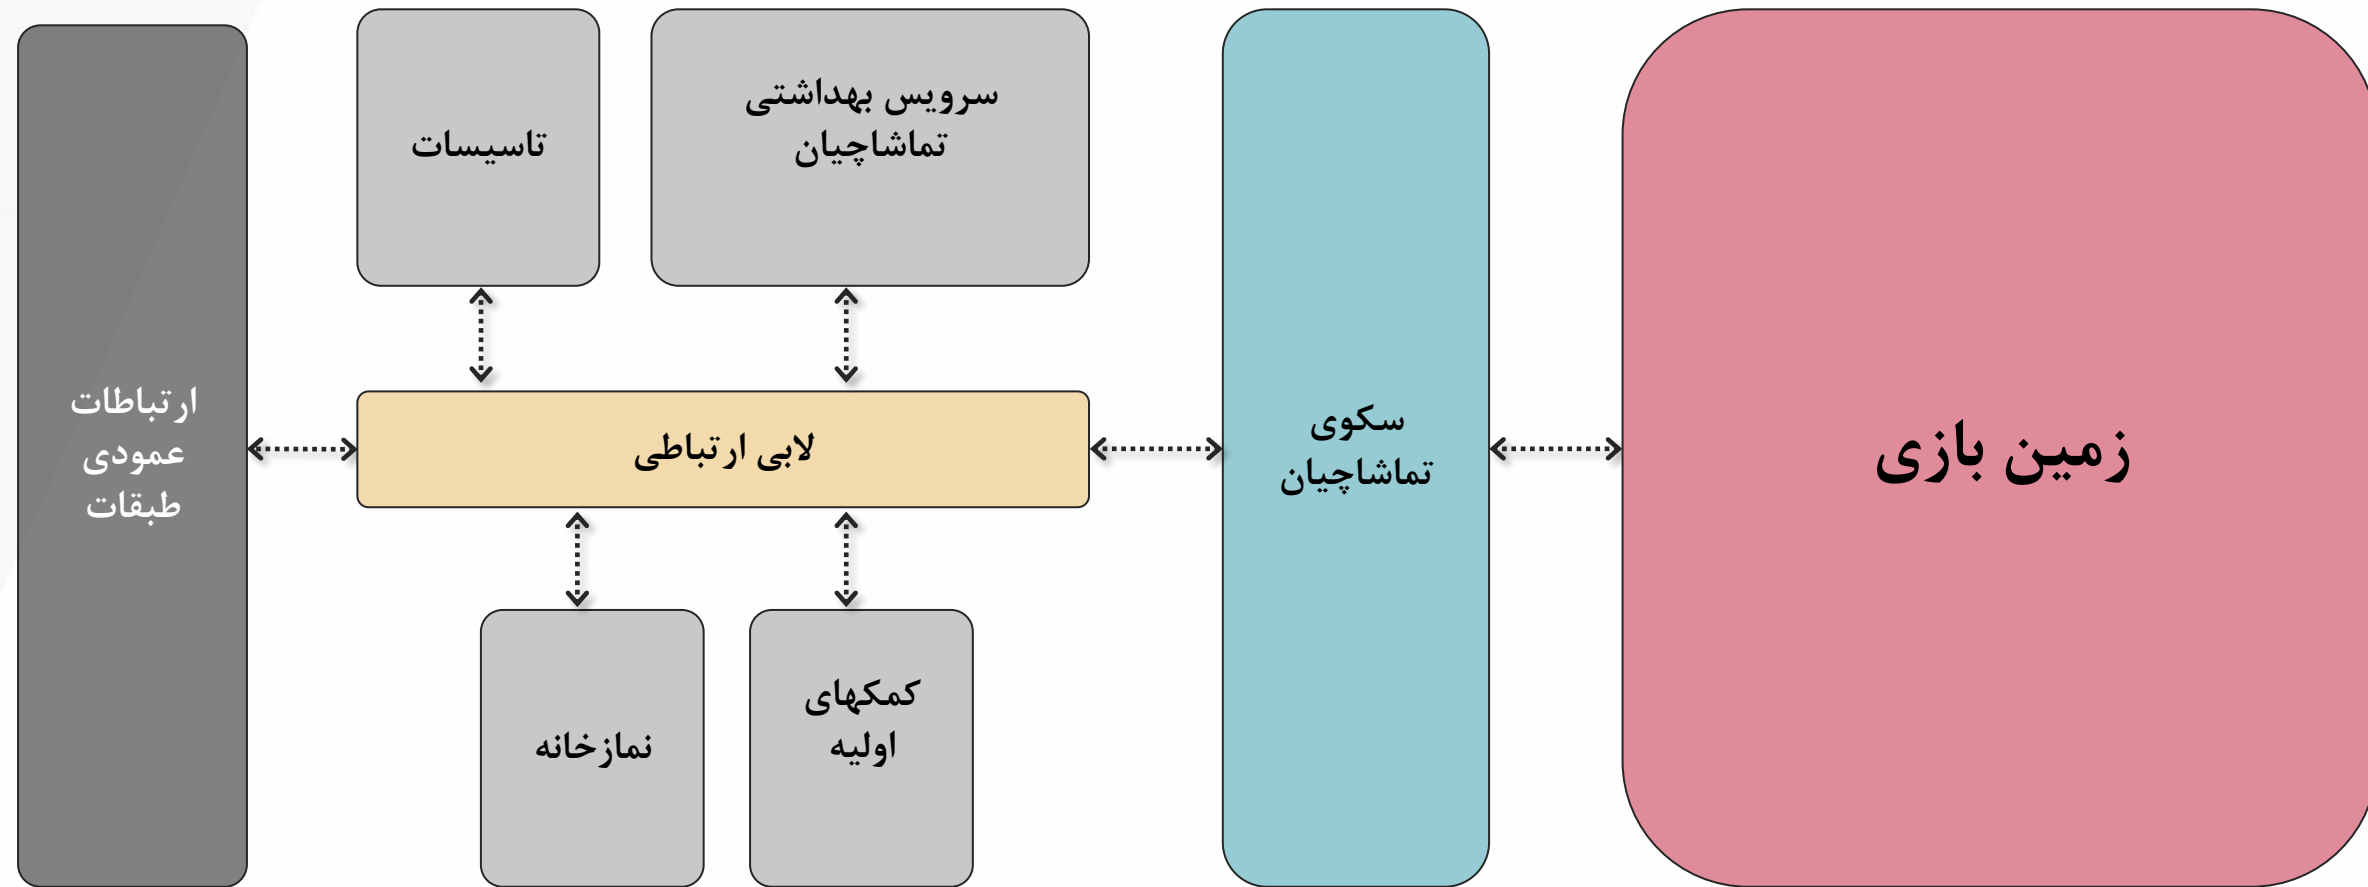 زمین بازی
سکوی
تماشاچیان
سرویس بهداشتی
تماشاچیان
تاسیسات
لابی ارتباطی
کمکهای
اولیه
نمازخانه
ارتباطات
عمودی
طبقات